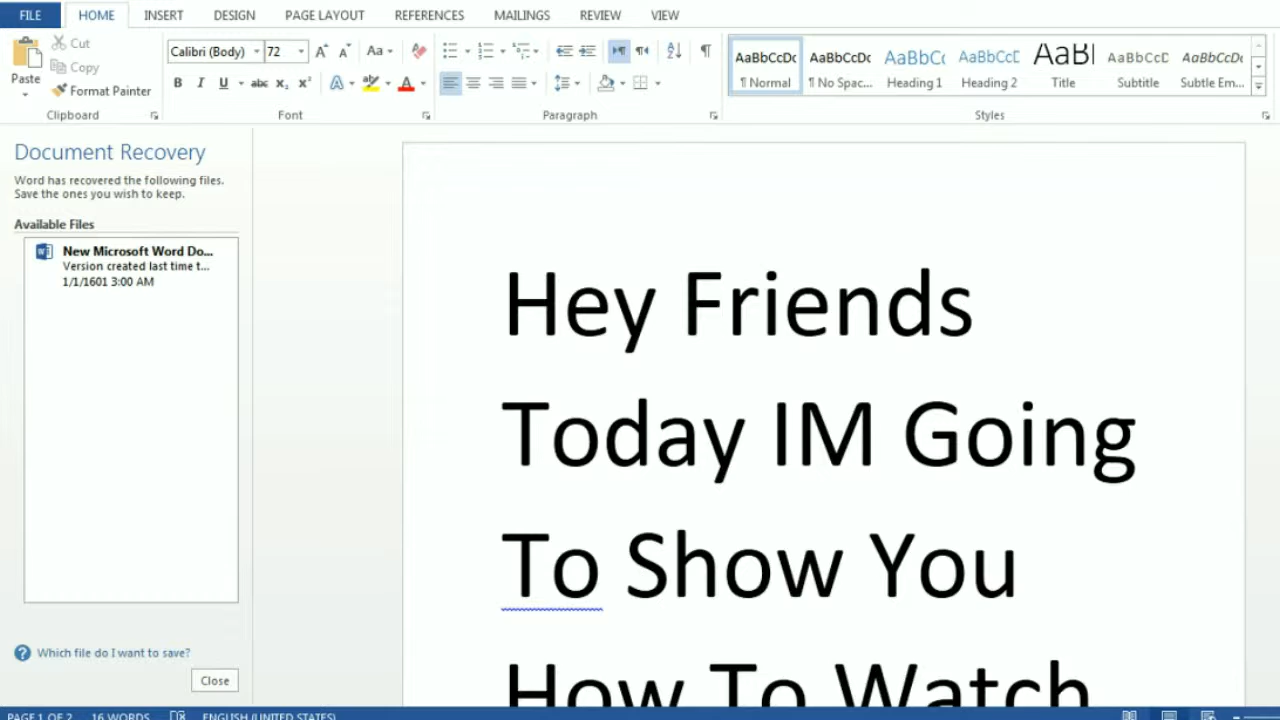 FILE HOME INSERT DESIGN PAGE LAYOUT REFERENCES MAILINGS REVIEW VIEW
Paste
Cut
Copy
Format Painter
Clipboard
Calibri (Body) 72 Aa
B I U abc X₂ X² A A
Font
Paragraph
AaBbCcDc AaBbCcDc AaBbCc AaBbCcD AaBl AaBbCcD AaBbCcDc
¶ Normal ¶ No Spac... Heading 1 Heading 2 Title Subtitle Subtle Em...
Styles
Document Recovery
Word has recovered the following files.
Save the ones you wish to keep.
Available Files
New Microsoft Word Do...
Version created last time t...
1/1/1601 3:00 AM
Which file do I want to save?
Close
Hey Friends
Today IM Going
To Show You
How To Watch
PAGE 1 OF 2 16 WORDS ENGLISH (UNITED STATES)